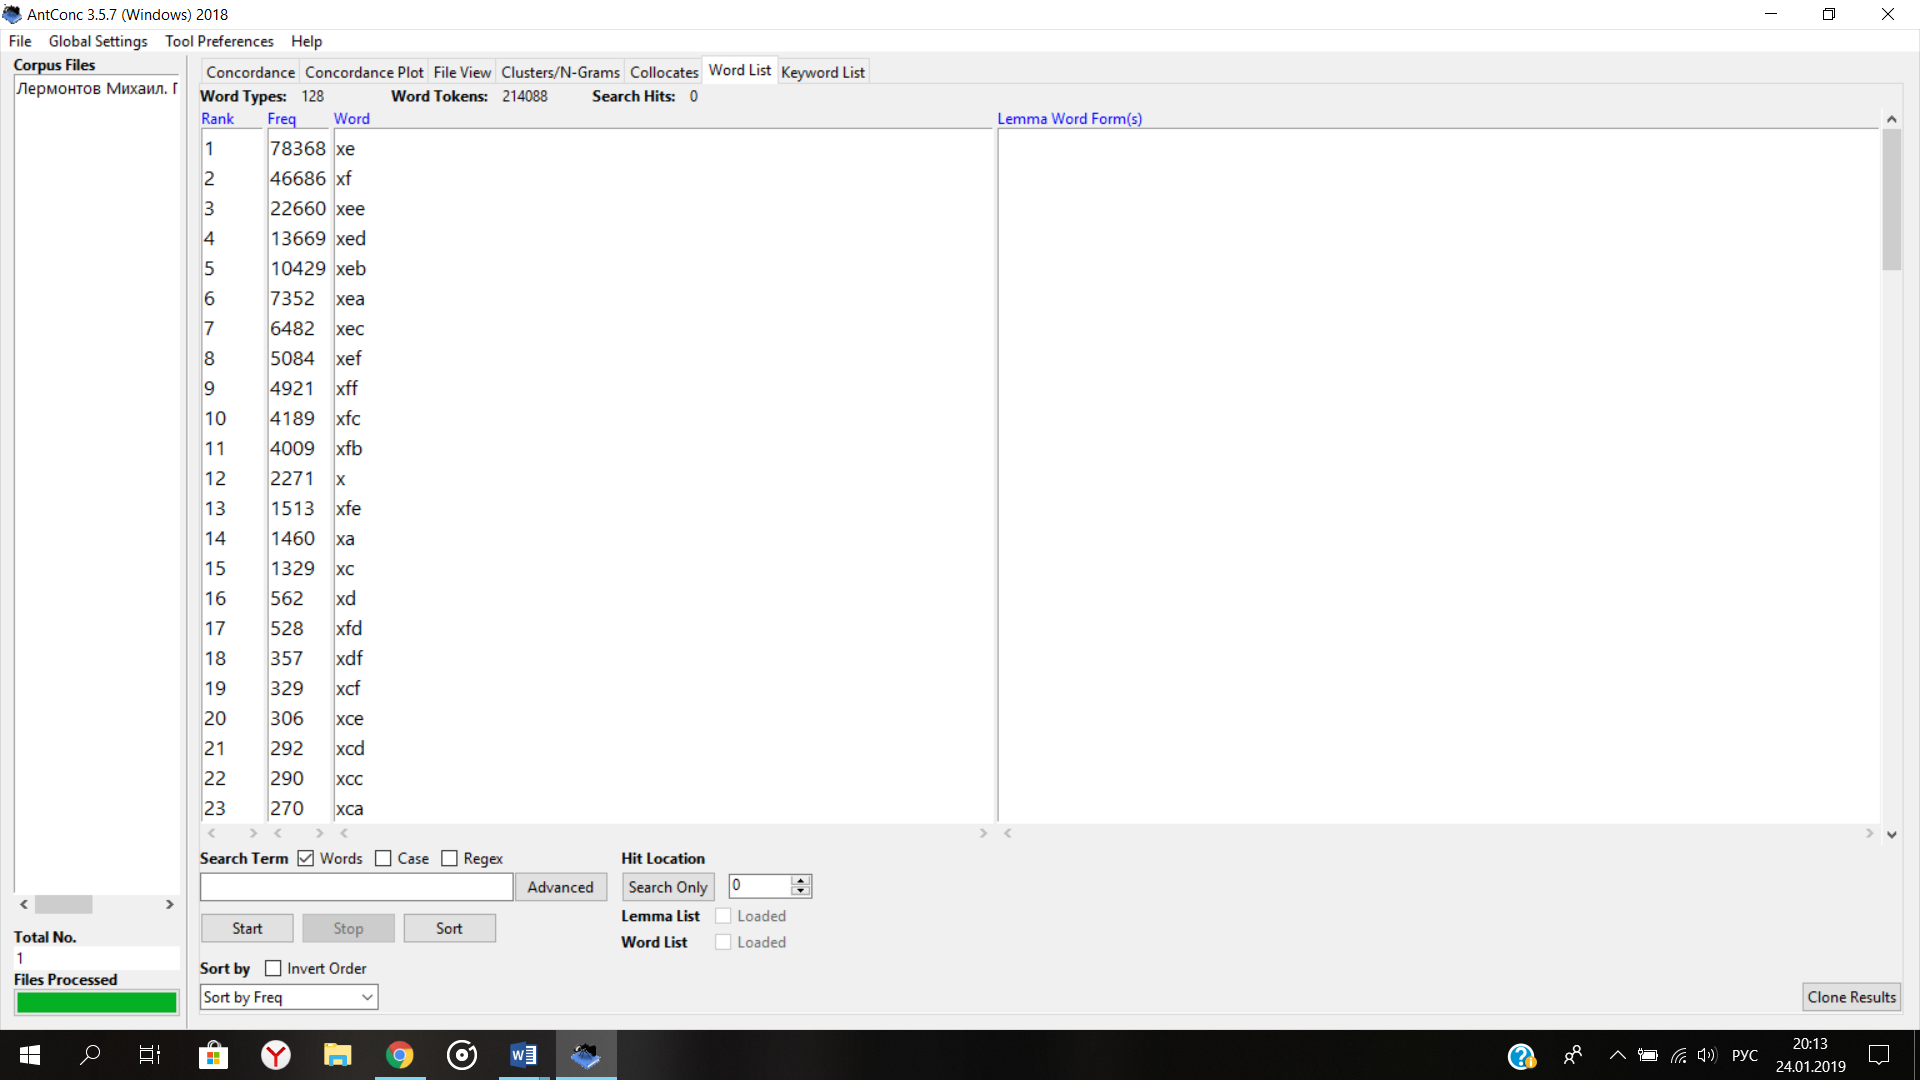 AntConc 3.5.7 (Windows) 2018
File Global Settings Tool Preferences Help
Corpus Files
Лермонтов Михаил. Г
Concordance Concordance Plot File View Clusters/N-Grams Collocates Word List Keyword List
Word Types: 128 Word Tokens: 214088 Search Hits: 0
Rank Freq Word Lemma Word Form(s)
1 78368 xe
2 46686 xf
3 22660 xee
4 13669 xed
5 10429 xeb
6 7352 xea
7 6482 xec
8 5084 xef
9 4921 xff
10 4189 xfc
11 4009 xfb
12 2271 x
13 1513 xfe
14 1460 xa
15 1329 xc
16 562 xd
17 528 xfd
18 357 xdf
19 329 xcf
20 306 xce
21 292 xcd
22 290 xcc
23 270 xca
Search Term Words Case Regex Hit Location
Advanced Search Only 0
Start Stop Sort Lemma List Loaded
Word List Loaded
Total No.
1
Files Processed
Sort by Invert Order
Sort by Freq
Clone Results
РУС
20:13
24.01.2019